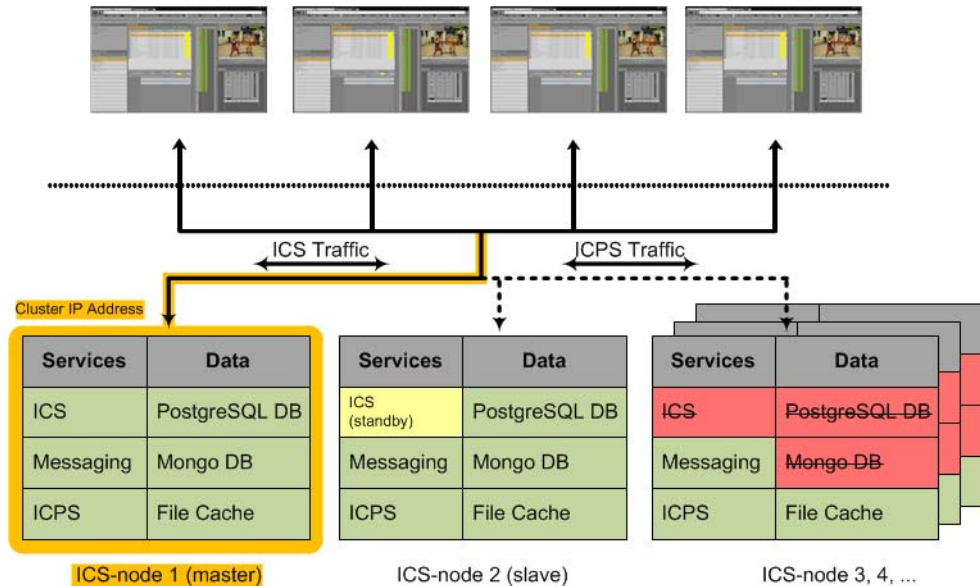 ICS Traffic
ICPS Traffic
Cluster IP Address
Services Data
ICS PostgreSQL DB
Messaging Mongo DB
ICPS File Cache
ICS-node 1 (master)
Services Data
ICS
(standby) PostgreSQL DB
Messaging Mongo DB
ICPS File Cache
ICS-node 2 (slave)
Services Data
ICS PostgreSQL DB
Messaging Mongo DB
ICPS File Cache
ICS-node 3, 4, ...